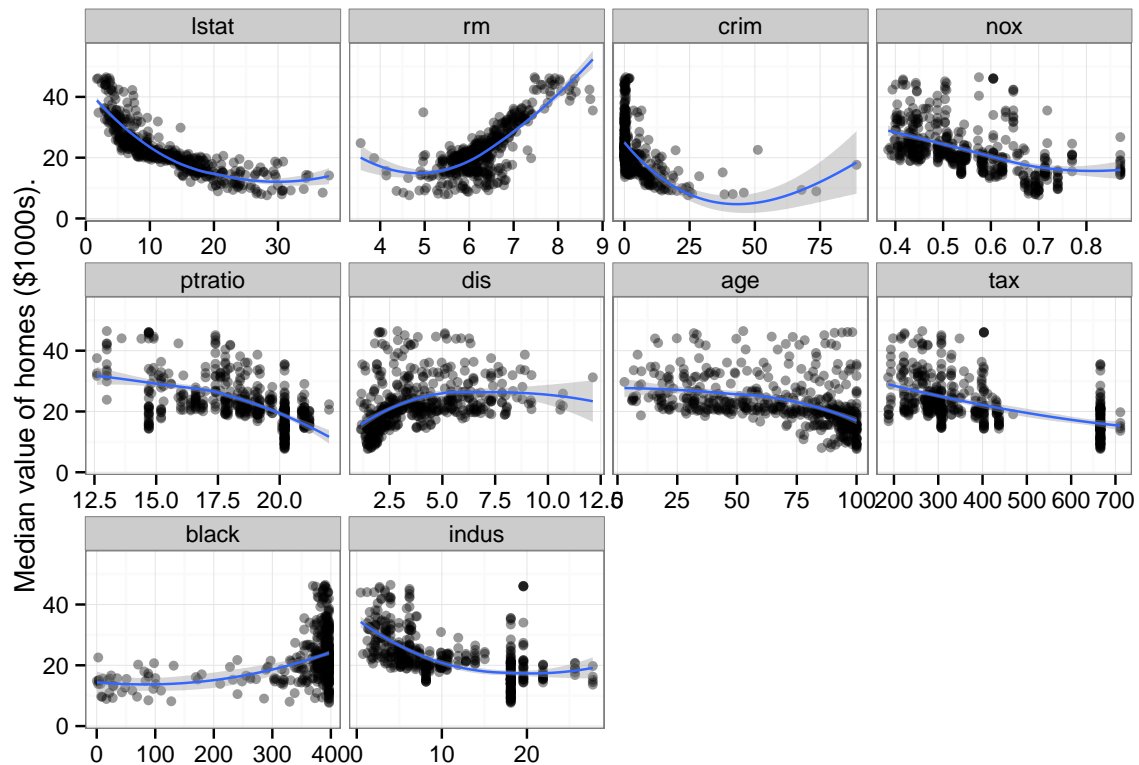 Median value of homes ($1000s).
lstat rm crim nox
40
20
0
0 10 20 30 4 5 6 7 8 9 0 25 50 75 0.4 0.5 0.6 0.7 0.8
ptratio dis age tax
40
20
0
12.5 15.0 17.5 20.0 2.5 5.0 7.5 10.0 12.5 0 25 50 75 100 200 300 400 500 600 700
black indus
40
20
0
0 100 200 300 400 0 10 20